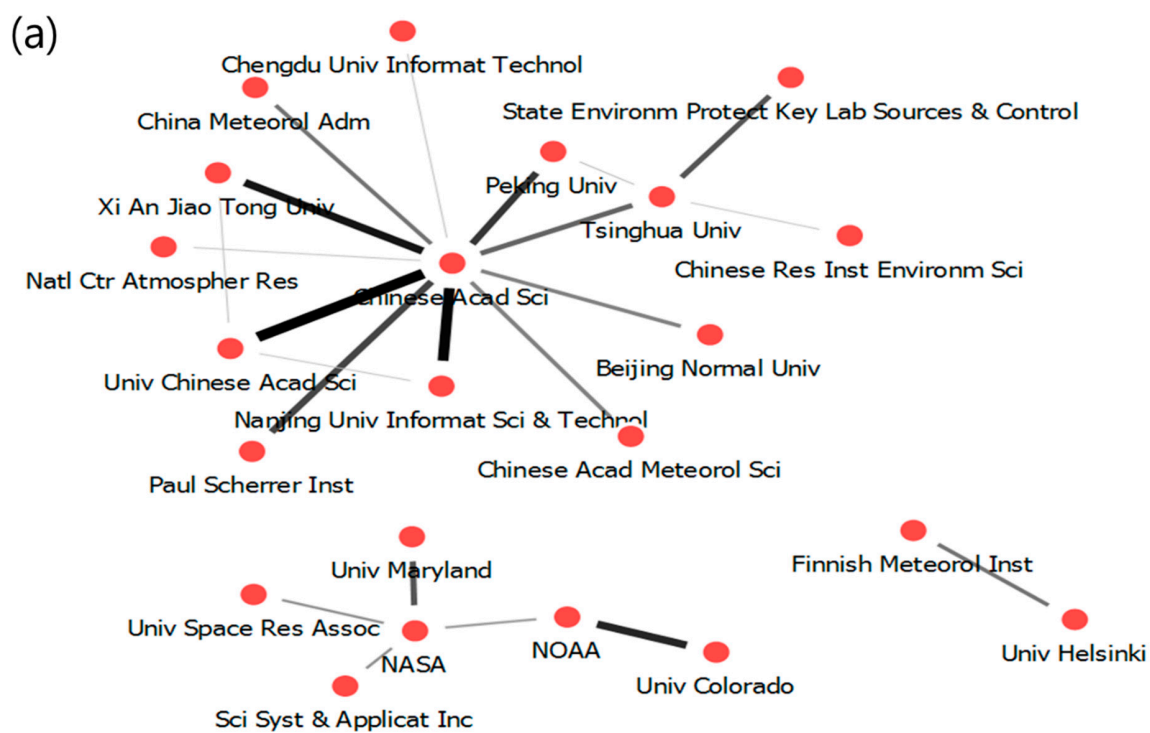 (a)
Chengdu Univ Informat Technol
China Meteorol Adm
State Environm Protect Key Lab Sources & Control
Peking Univ
Xi An Jiao Tong Univ
Tsinghua Univ
Natl Ctr Atmospher Res
Chinese Res Inst Environm Sci
Chinese Acad Sci
Univ Chinese Acad Sci
Beijing Normal Univ
Nanjing Univ Informat Sci & Technol
Chinese Acad Meteorol Sci
Paul Scherrer Inst
Univ Maryland
Finnish Meteorol Inst
Univ Space Res Assoc
NASA
NOAA
Univ Helsinki
Univ Colorado
Sci Syst & Applicat Inc